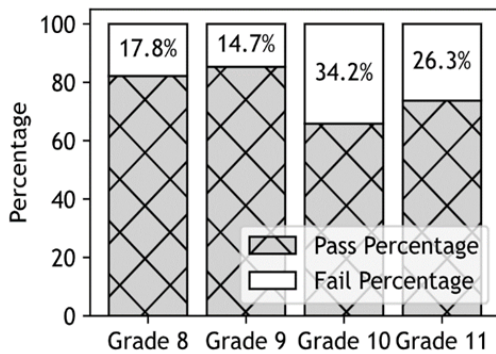 100
80
60
40
20
0
Percentage
17.8%
14.7%
34.2%
26.3%
Pass Percentage
Fail Percentage
Grade 8 Grade 9 Grade 10 Grade 11